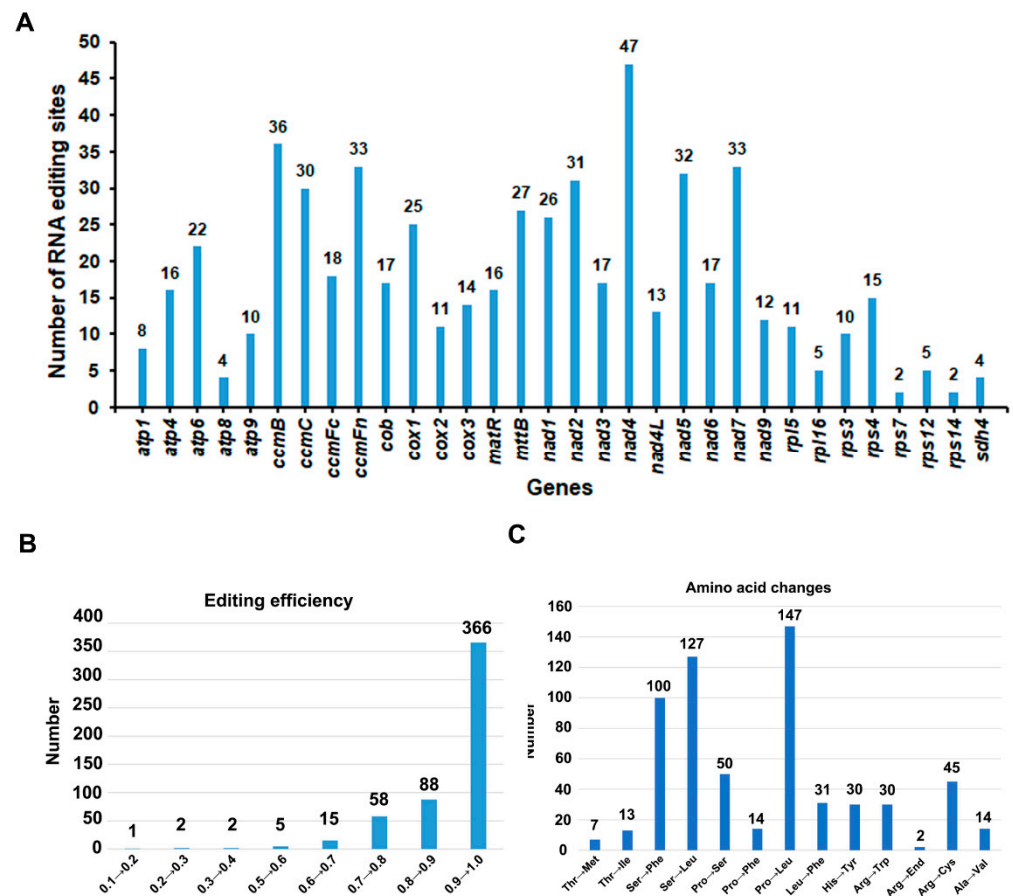 A
Number of RNA editing sites
50
45
40
35
30
25
20
15
10
5
0
8
16
22
4
10
36
30
18
33
17
25
11
14
16
27
26
31
17
47
13
32
17
33
12
11
5
10
15
2
5
2
4
atp1
atp4
atp6
atp8
atp9
ccmB
ccmC
ccmFc
ccmFn
cob
cox1
cox2
cox3
matR
mttB
nad1
nad2
nad3
nad4
nad4L
nad5
nad6
nad7
nad9
rpl5
rpl16
rps3
rps4
rps7
rps12
rps14
sdh4
Genes
B
Editing efficiency
Number
400
350
300
250
200
150
100
50
0
1
2
2
5
15
58
88
366
0.1→0.2
0.2→0.3
0.3→0.4
0.5→0.6
0.6→0.7
0.7→0.8
0.8→0.9
0.9→1.0
C
Amino acid changes
Number
160
140
120
100
80
60
40
20
0
7
13
100
127
50
14
147
31
30
30
2
45
14
Thr→Met
Thr→Ile
Ser→Phe
Ser→Leu
Pro→Ser
Pro→Phe
Pro→Leu
Leu→Phe
His→Tyr
Arg→Trp
Arg→End
Arg→Cys
Ala→Val